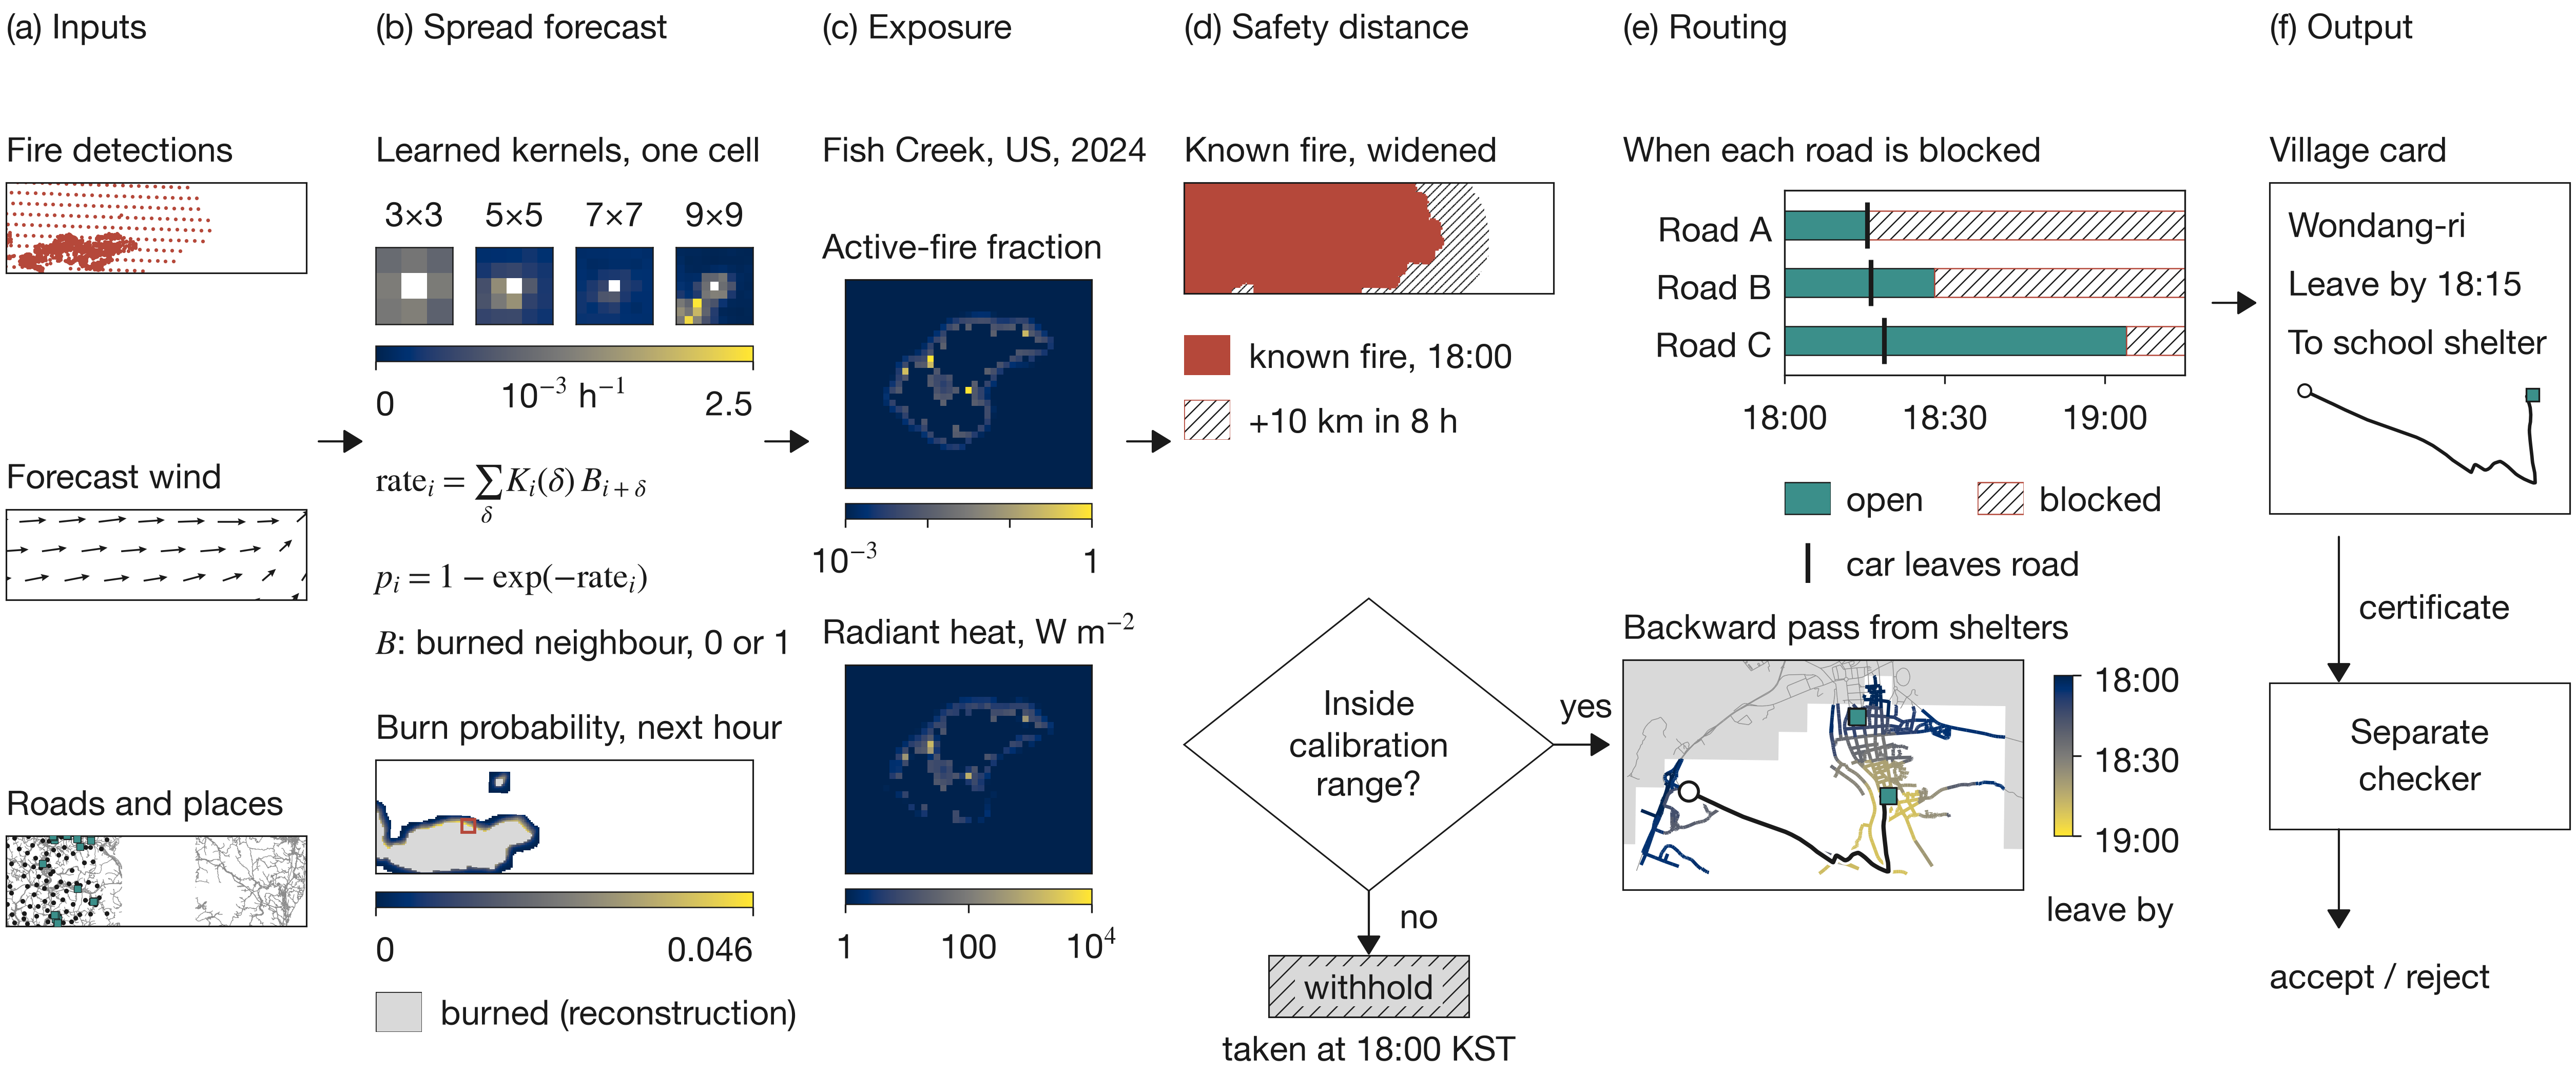 (a) Inputs
Fire detections
Forecast wind
Roads and places
(b) Spread forecast
Learned kernels, one cell
3×3 5×5 7×7 9×9
0 10⁻³ h⁻¹ 2.5
rateᵢ = ∑_δ Kᵢ(δ) Bᵢ₊δ
pᵢ = 1 − exp(−rateᵢ)
B: burned neighbour, 0 or 1
Burn probability, next hour
0 0.046
burned (reconstruction)
(c) Exposure
Fish Creek, US, 2024
Active-fire fraction
10⁻³ 1
Radiant heat, W m⁻²
1 100 10⁴
(d) Safety distance
Known fire, widened
known fire, 18:00
+10 km in 8 h
Inside
calibration
range?
yes
no
withhold
taken at 18:00 KST
(e) Routing
When each road is blocked
Road A
Road B
Road C
18:00 18:30 19:00
open blocked
car leaves road
Backward pass from shelters
18:00
18:30
19:00
leave by
(f) Output
Village card
Wondang-ri
Leave by 18:15
To school shelter
certificate
Separate
checker
accept / reject